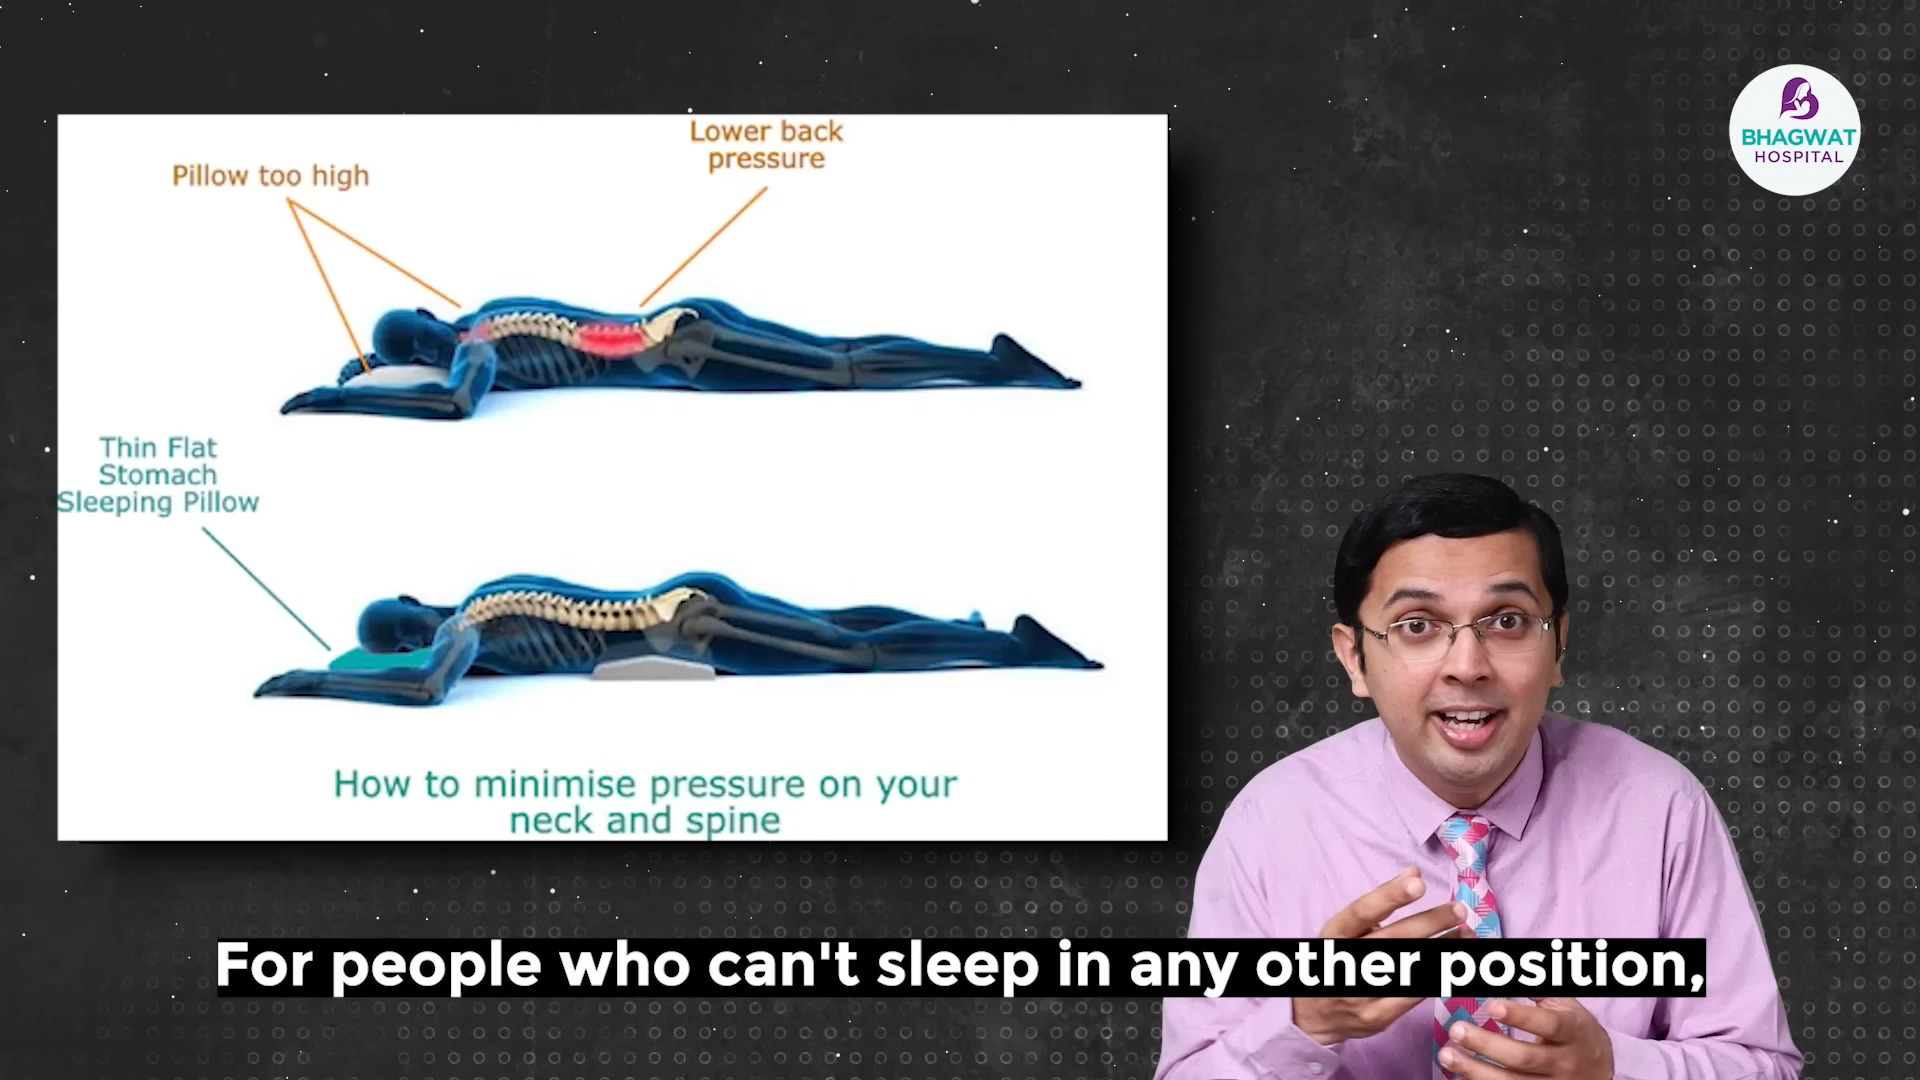 BHAGWAT
HOSPITAL
Lower back
pressure
Pillow too high
Thin Flat
Stomach
Sleeping Pillow
How to minimise pressure on your
neck and spine
For people who can't sleep in any other position,